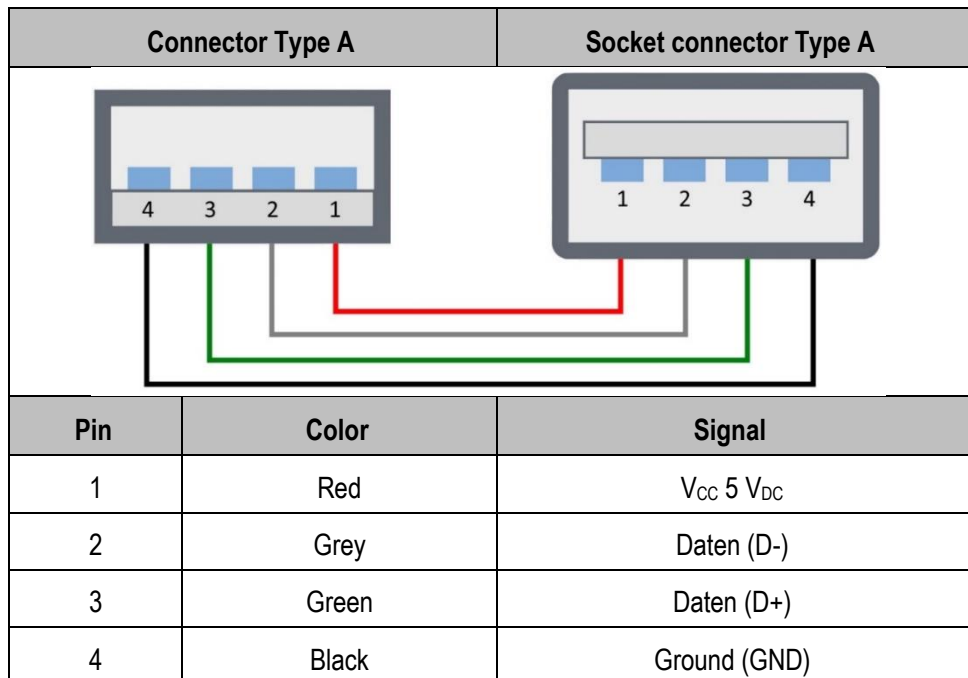 Connector Type A Socket connector Type A
4 3 2 1 1 2 3 4
Pin Color Signal
1 Red VCC 5 VDC
2 Grey Daten (D-)
3 Green Daten (D+)
4 Black Ground (GND)